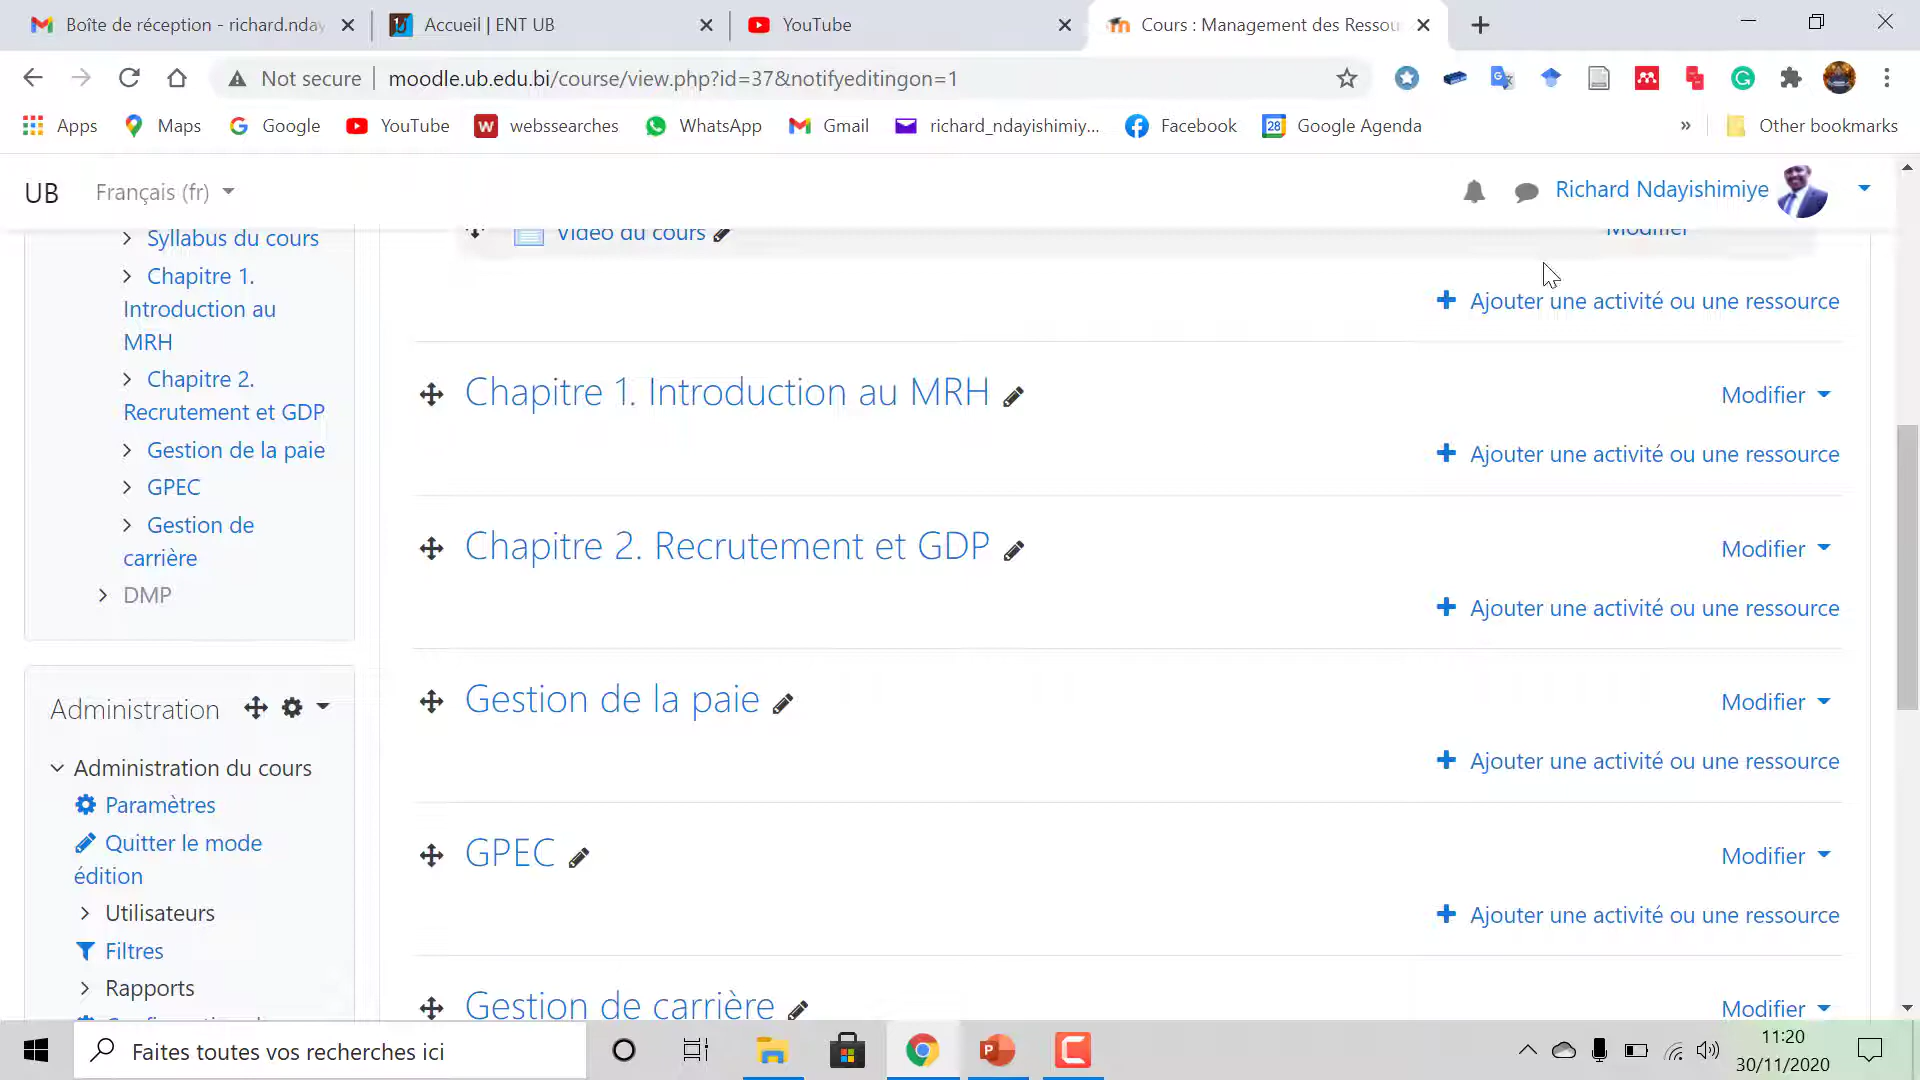 Boîte de réception - richard.nday
Accueil | ENT UB
YouTube
Cours : Management des Ressou
Not secure
moodle.ub.edu.bi/course/view.php?id=37&notifyeditingon=1
Apps
Maps
Google
YouTube
webssearches
WhatsApp
Gmail
richard_ndayishimiy...
Facebook
28
Google Agenda
»
Other bookmarks
UB
Français (fr)
Richard Ndayishimiye
Syllabus du cours
Chapitre 1.
Introduction au
MRH
Chapitre 2.
Recrutement et GDP
Gestion de la paie
GPEC
Gestion de
carrière
DMP
Administration
Administration du cours
Paramètres
Quitter le mode
édition
Utilisateurs
Filtres
Rapports
Vidéo du cours
Modifier
Ajouter une activité ou une ressource
Chapitre 1. Introduction au MRH
Modifier
Ajouter une activité ou une ressource
Chapitre 2. Recrutement et GDP
Modifier
Ajouter une activité ou une ressource
Gestion de la paie
Modifier
Ajouter une activité ou une ressource
GPEC
Modifier
Ajouter une activité ou une ressource
Gestion de carrière
Modifier
Faites toutes vos recherches ici
11:20
30/11/2020